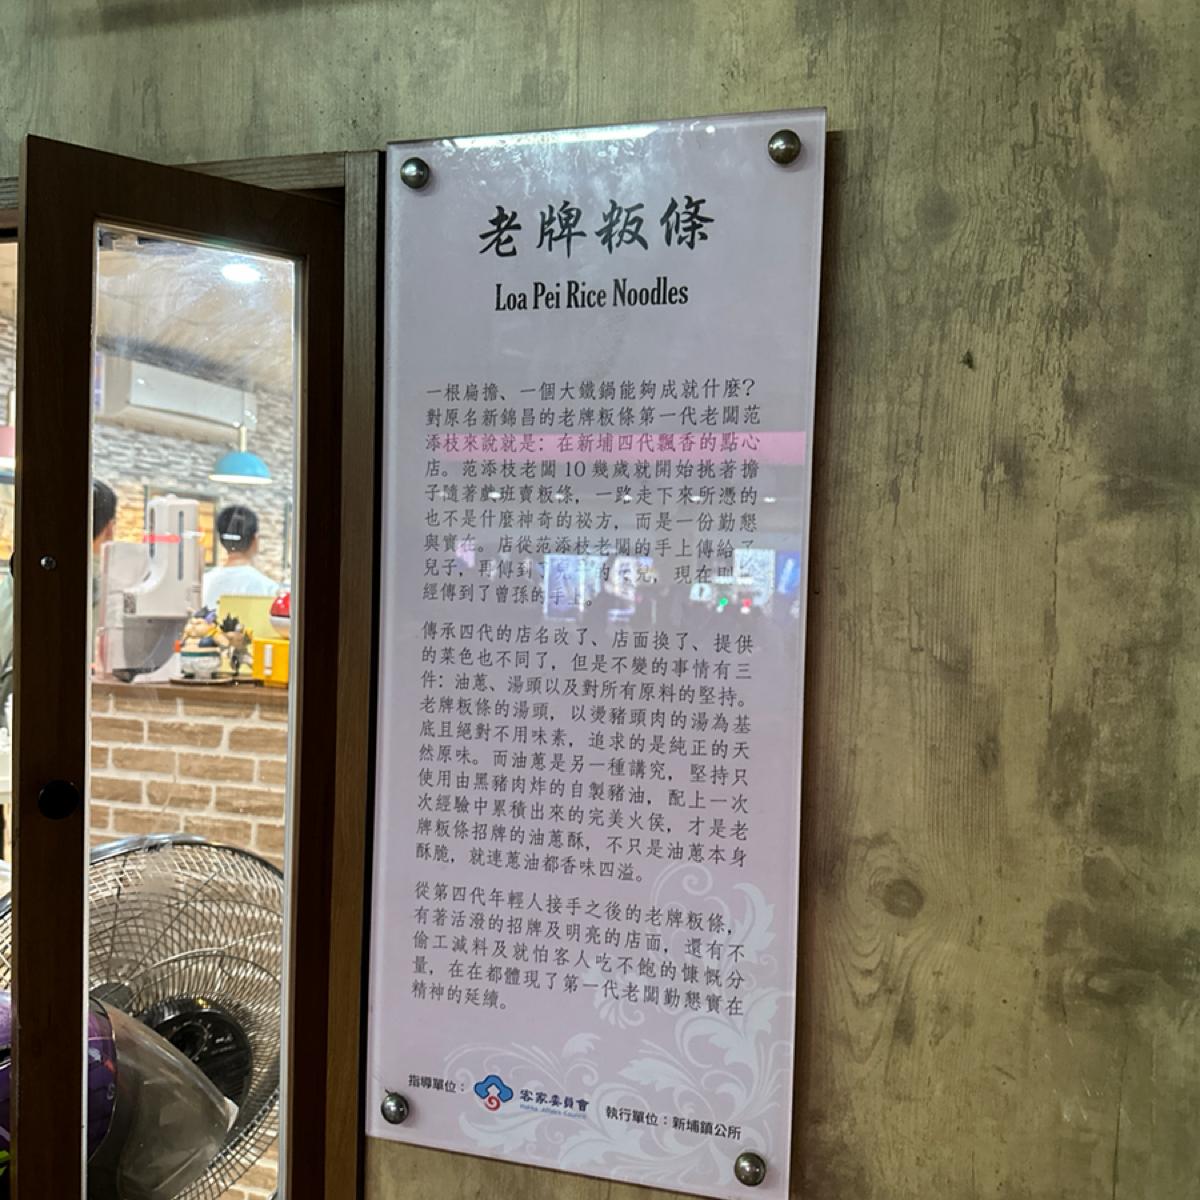 老牌粄條
Loa Pei Rice Noodles
一根扁擔、一個大鐵鍋能夠成就什麼?
對原名新錦昌的老牌粄條第一代老闆范
添枝來說就是：在新埔四代飄香的點心
店。范添枝老闆10幾歲就開始挑著擔
子隨著戲班賣粄條，一路走下來所憑的
也不是什麼神奇的祕方，而是一份勤懇
與實在。店從范添枝老闆的手上傳給了
兒子，再傳到了兒子的女兒，現在則
經傳到了曾孫的手上。
傳承四代的店名改了、店面換了、提供
的菜色也不同了，但是不變的事情有三
件：油蔥、湯頭以及對所有原料的堅持。
老牌粄條的湯頭，以燙豬頭肉的湯為基
底且絕對不用味素，追求的是純正的天
然原味。而油蔥是另一種講究，堅持只
使用由黑豬肉炸的自製豬油，配上一次
次經驗中累積出來的完美火侯，才是老
牌粄條招牌的油蔥酥，不只是油蔥本身
酥脆，就連蔥油都香味四溢。
從第四代年輕人接手之後的老牌粄條，
有著活潑的招牌及明亮的店面，還有不
偷工減料及就怕客人吃不飽的慷慨分
量，在在都體現了第一代老闆勤懇實在
精神的延續。
指導單位：客家委員會
Hakka Affairs Council
執行單位：新埔鎮公所